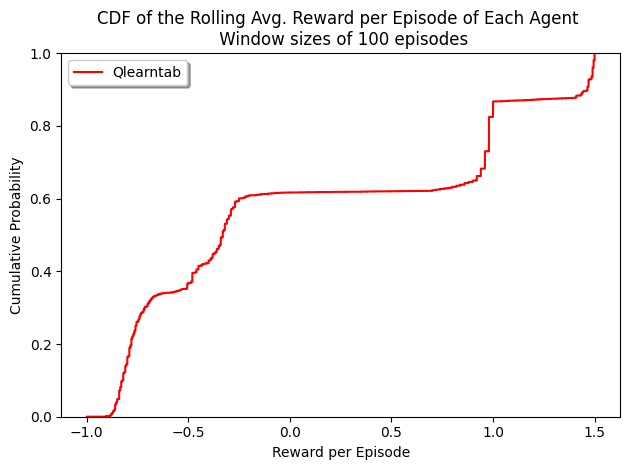 CDF of the Rolling Avg. Reward per Episode of Each Agent
Window sizes of 100 episodes
Qlearntab
Cumulative Probability
1.0
0.8
0.6
0.4
0.2
0.0
−1.0 −0.5 0.0 0.5 1.0 1.5
Reward per Episode